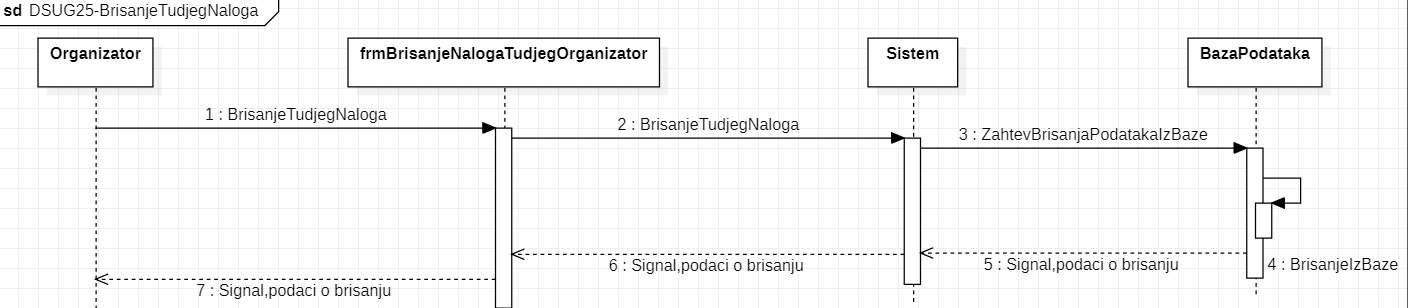 sd DSUG25-BrisanjeTudjegNaloga
Organizator
frmBrisanjeNalogaTudjegOrganizator
Sistem
BazaPodataka
1 : BrisanjeTudjegNaloga
2 : BrisanjeTudjegNaloga
3 : ZahtevBrisanjaPodatakaIzBaze
4 : BrisanjeIzBaze
5 : Signal,podaci o brisanju
6 : Signal,podaci o brisanju
7 : Signal,podaci o brisanju